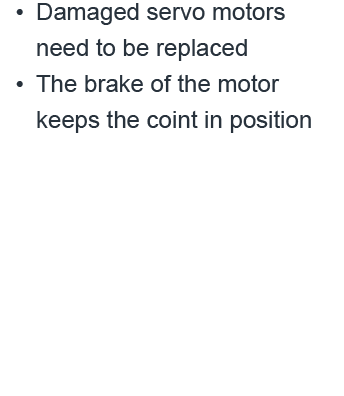 • Damaged servo motors
need to be replaced
• The brake of the motor
keeps the coint in position